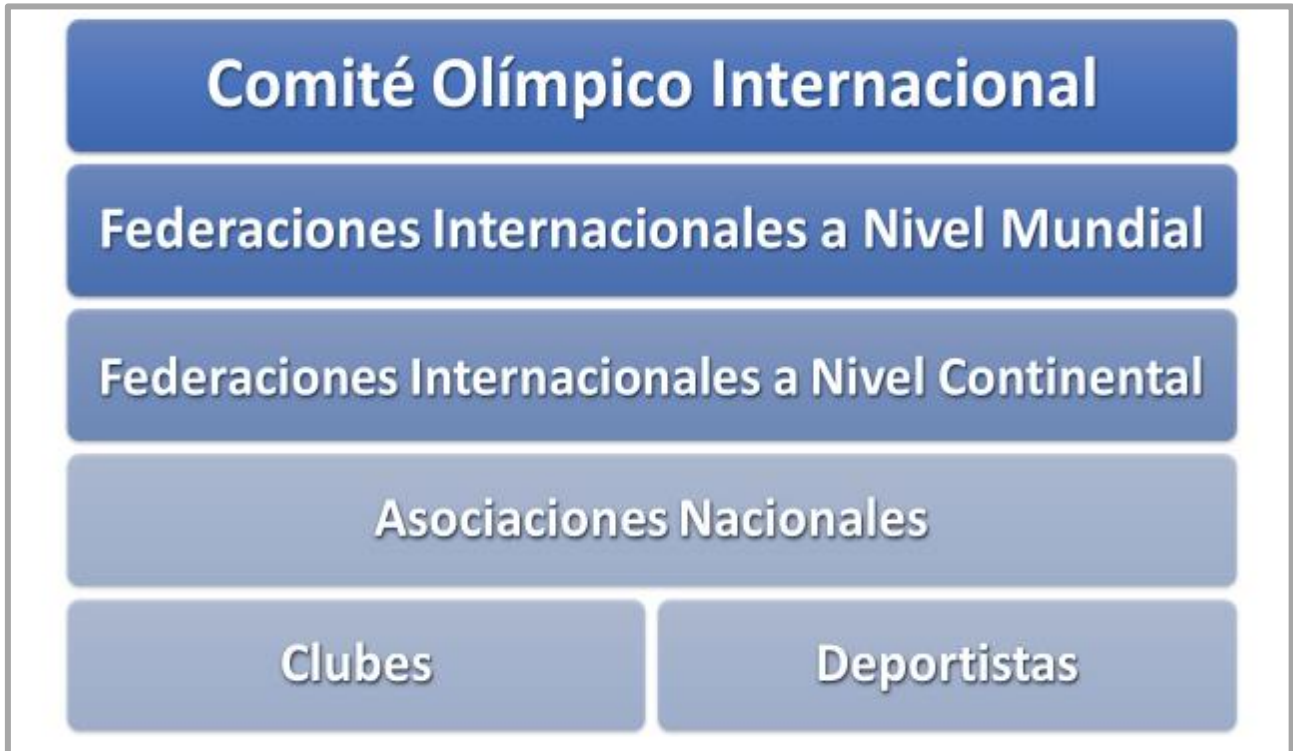 Comité Olímpico Internacional
Federaciones Internacionales a Nivel Mundial
Federaciones Internacionales a Nivel Continental
Asociaciones Nacionales
Clubes
Deportistas